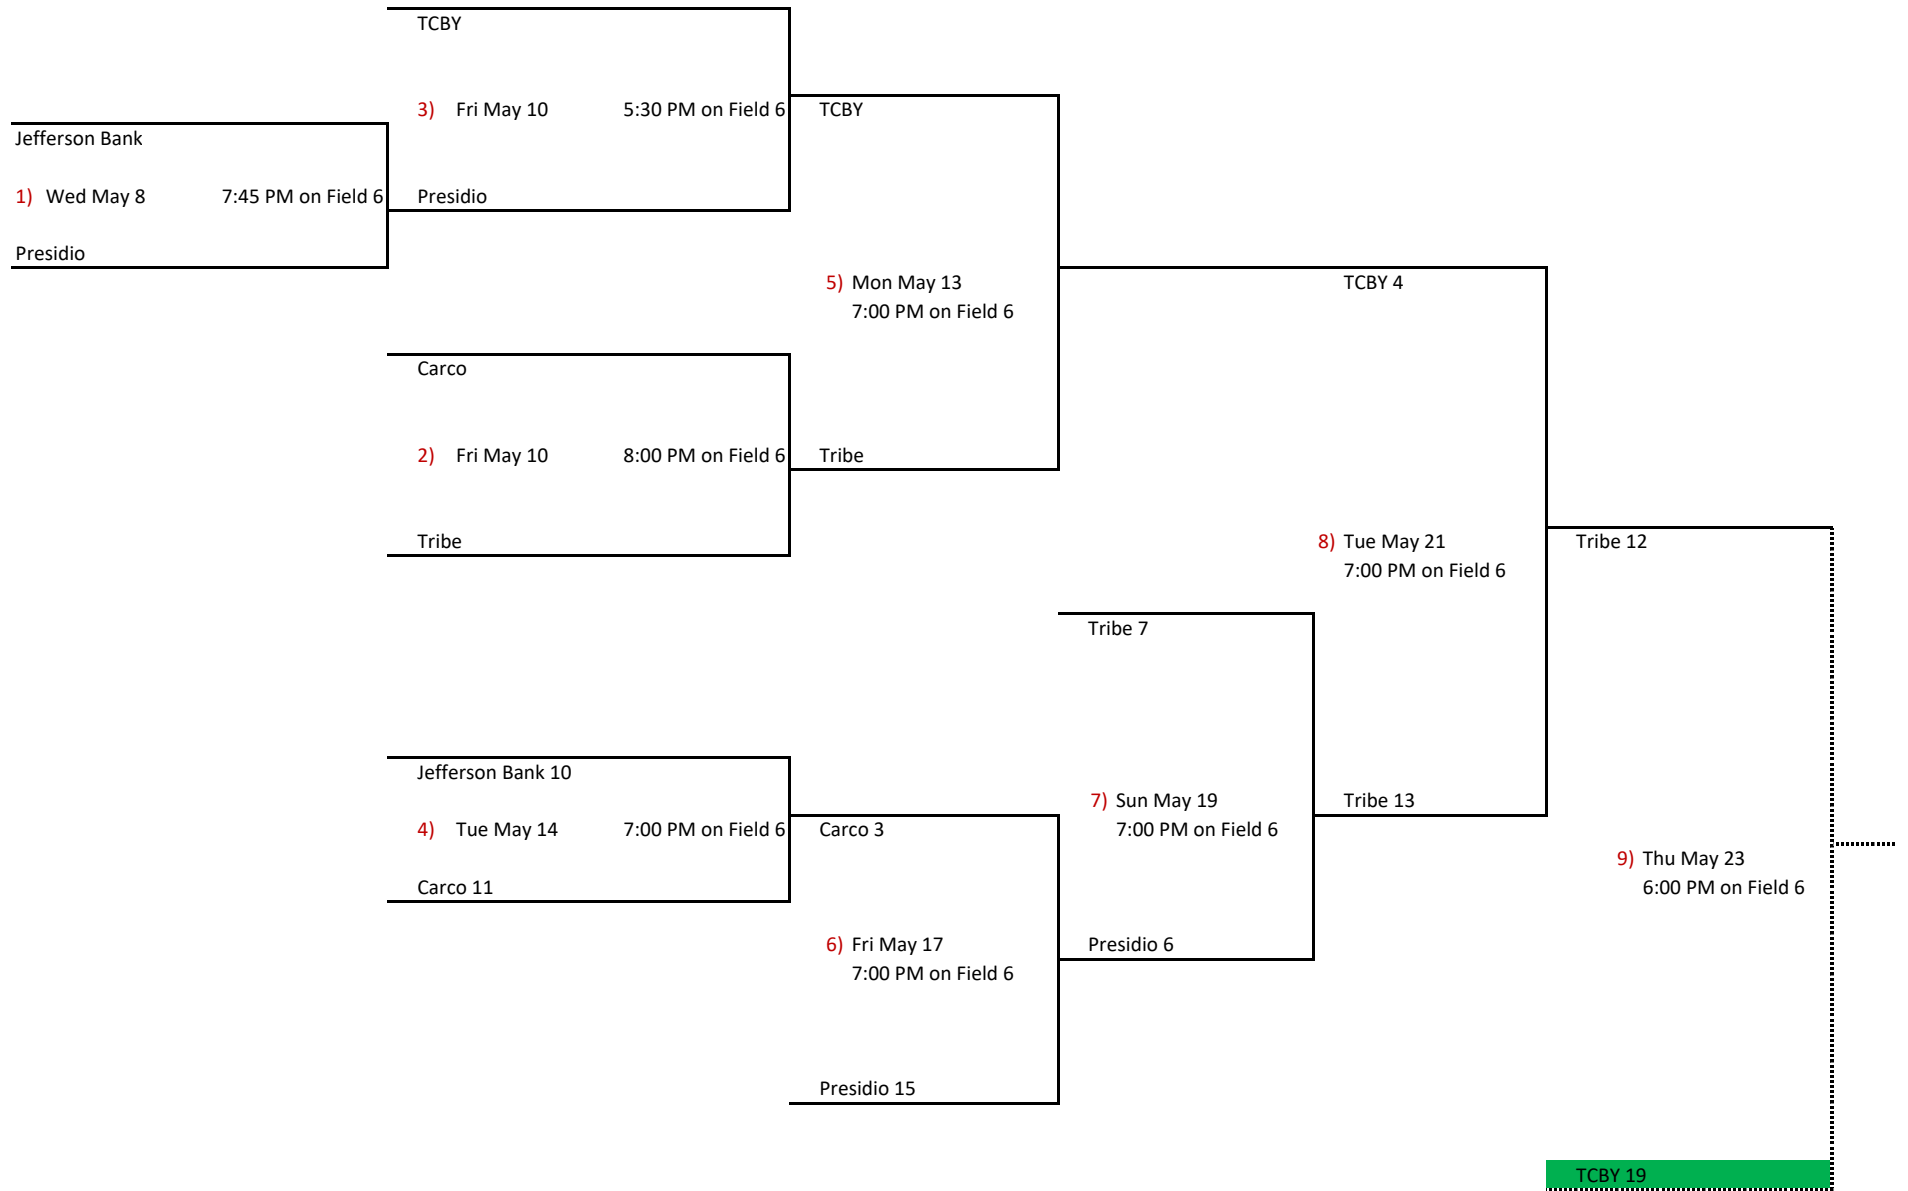 TCBY
3) Fri May 10 5:30 PM on Field 6 TCBY
Jefferson Bank
1) Wed May 8 7:45 PM on Field 6 Presidio
Presidio
5) Mon May 13 TCBY 4
7:00 PM on Field 6
Carco
2) Fri May 10 8:00 PM on Field 6 Tribe
Tribe 8) Tue May 21 Tribe 12
7:00 PM on Field 6
Tribe 7
Jefferson Bank 10
7) Sun May 19 Tribe 13
4) Tue May 14 7:00 PM on Field 6 Carco 3 7:00 PM on Field 6
9) Thu May 23
Carco 11 6:00 PM on Field 6
6) Fri May 17 Presidio 6
7:00 PM on Field 6
Presidio 15
TCBY 19